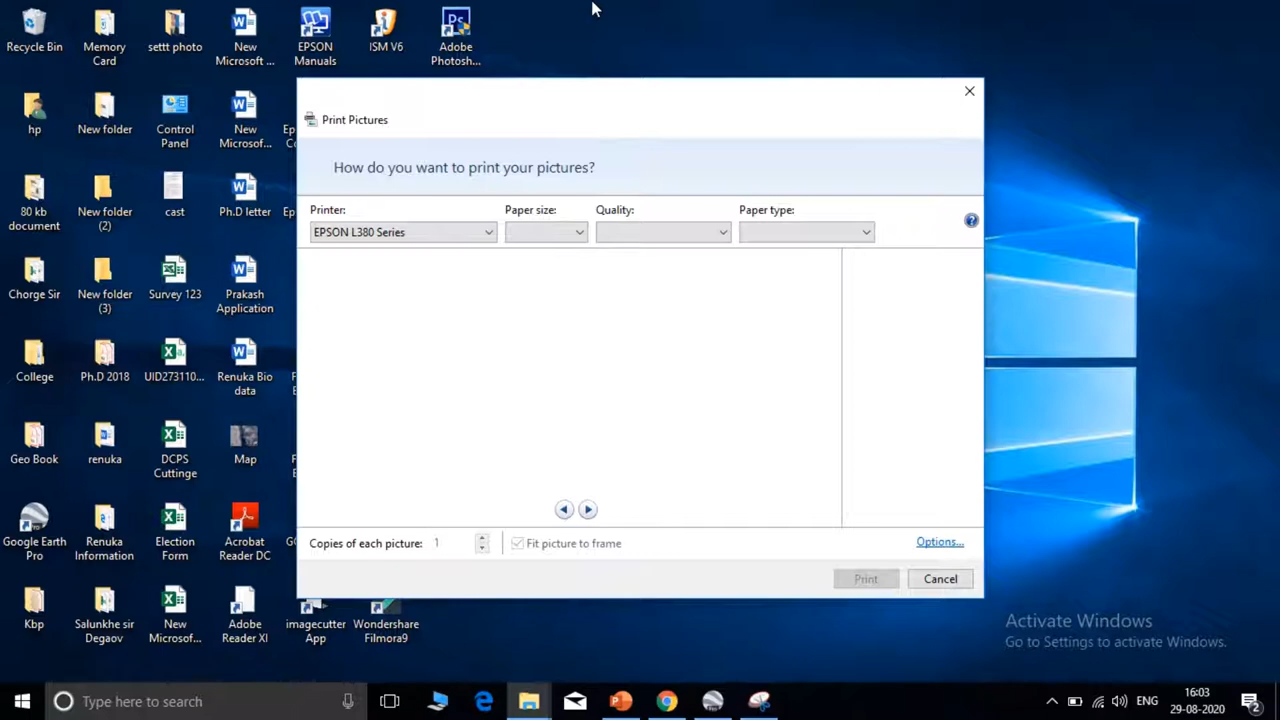 Recycle Bin
Memory
Card
settt photo
New
Microsoft ...
EPSON
Manuals
ISM V6
Ps
Adobe
Photosh...
Print Pictures
How do you want to print your pictures?
Printer:
Paper size:
Quality:
Paper type:
EPSON L380 Series
hp
New folder
Control
Panel
New
Microsof...
80 kb
document
New folder
(2)
cast
Ph.D letter
Chorge Sir
New folder
(3)
Survey 123
Prakash
Application
College
Ph.D 2018
UID273110...
Renuka Bio
data
Geo Book
renuka
DCPS
Cuttinge
Map
Google Earth
Pro
Renuka
Information
Election
Form
Acrobat
Reader DC
Copies of each picture: 1
Fit picture to frame
Options...
Print
Cancel
Kbp
Salunkhe sir
Degaov
New
Microsof...
Adobe
Reader XI
imagecutter
App
Wondershare
Filmora9
Activate Windows
Go to Settings to activate Windows.
Type here to search
ENG
16:03
29-08-2020
2